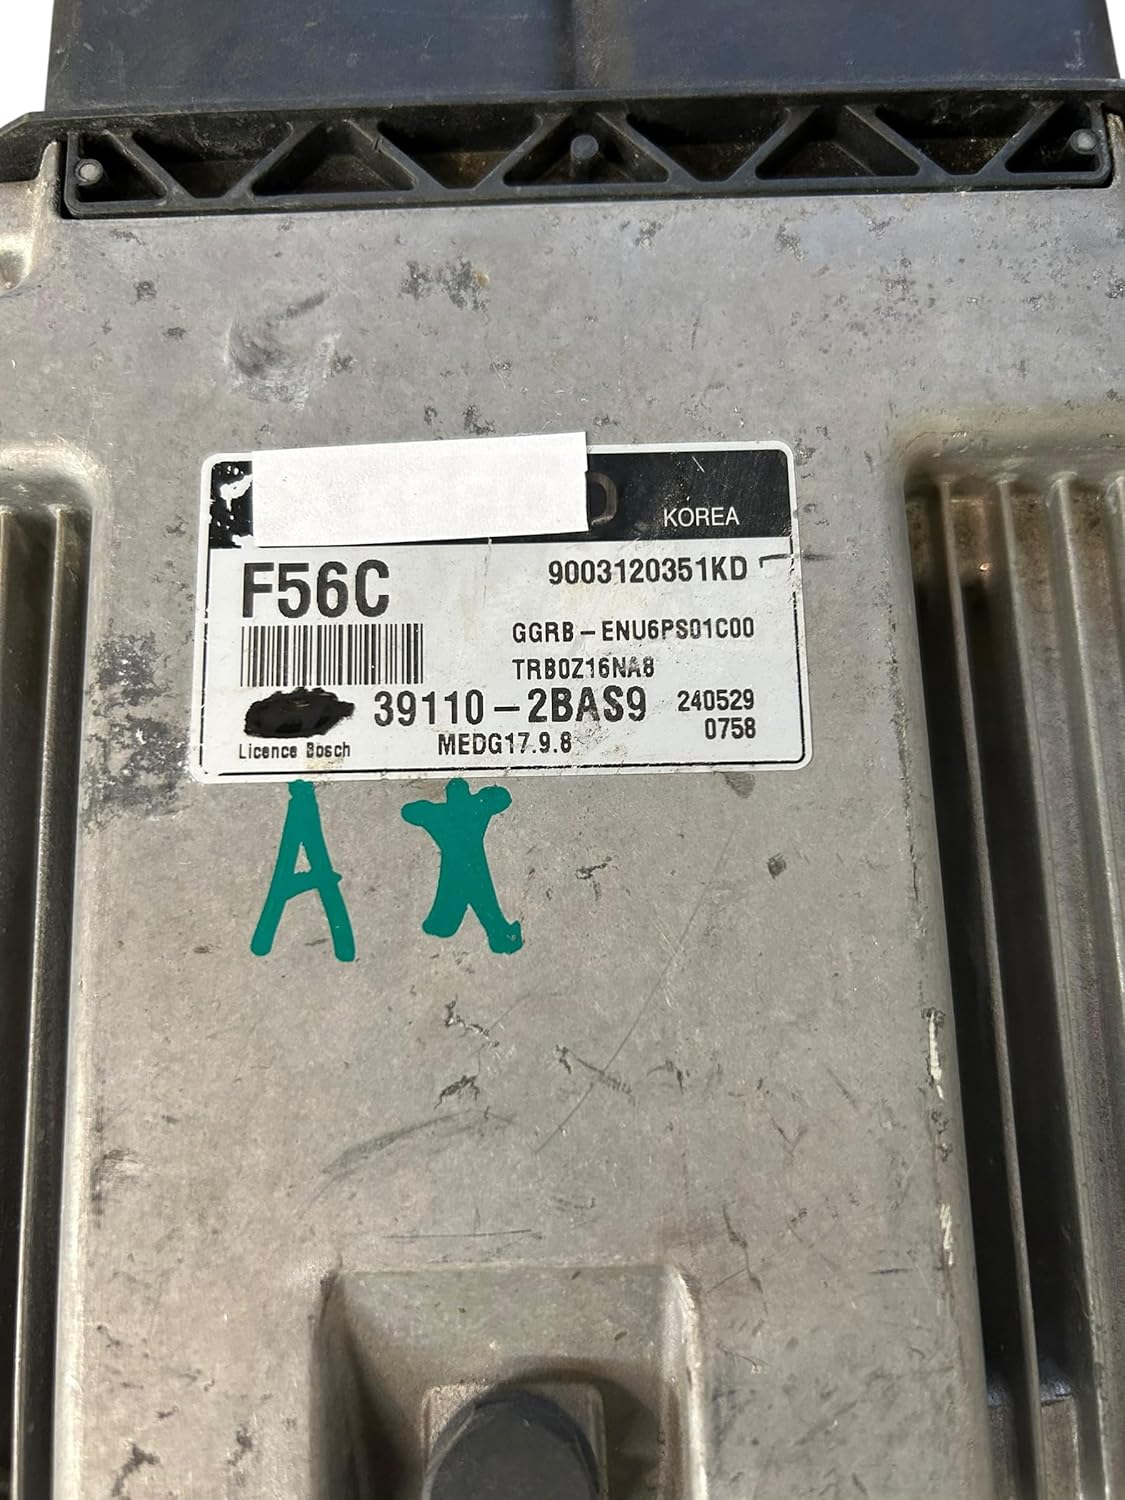 KOREA
F56C
9003120351KD
GGRB-ENU6PS01C00
TRB0Z16NA8
39110-2BAS9 240529
0758
Licence Bosch
MEDG17.9.8
A X